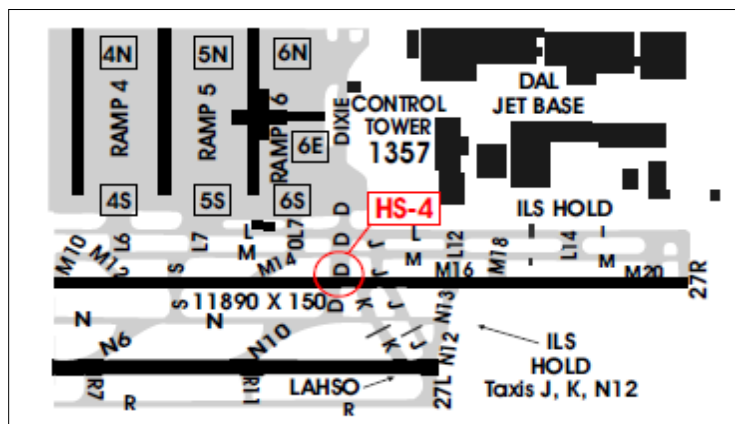 4N
5N
6N
RAMP 4
RAMP 5
RAMP 6
DIXIE
6E
CONTROL
TOWER
1357
DAL
JET BASE
4S
5S
6S
D
HS-4
ILS HOLD
M10
L6
M12
L7
S
L
M
M14
0L7
D
J
L
M
L12
M16
M18
L14
L
M
M20
27R
D
J
S
11890 X 150
D
K
J
N13
N
N
N6
N10
K
J
N12
ILS
HOLD
Taxis J, K, N12
R7
R11
LAHSO
27L
R
R